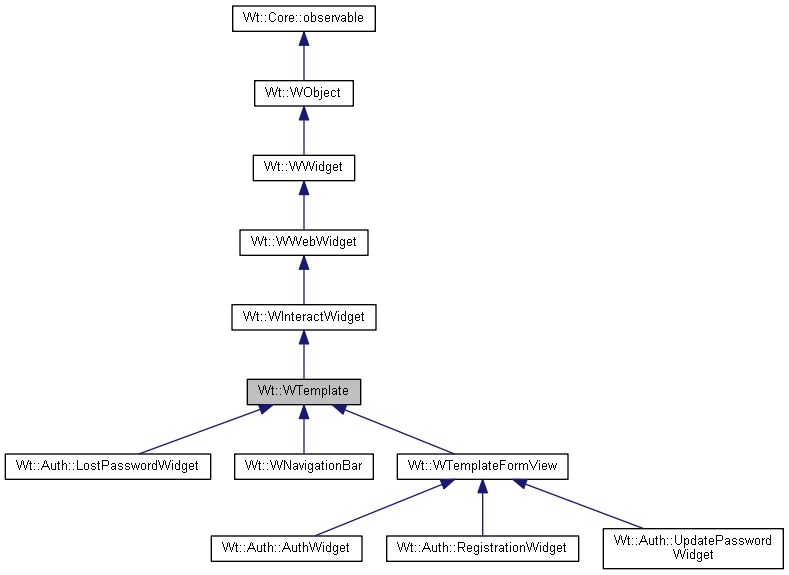 Wt::Core::observable
Wt::WObject
Wt::WWidget
Wt::WWebWidget
Wt::WInteractWidget
Wt::WTemplate
Wt::Auth::LostPasswordWidget
Wt::WNavigationBar
Wt::WTemplateFormView
Wt::Auth::AuthWidget
Wt::Auth::RegistrationWidget
Wt::Auth::UpdatePassword
Widget